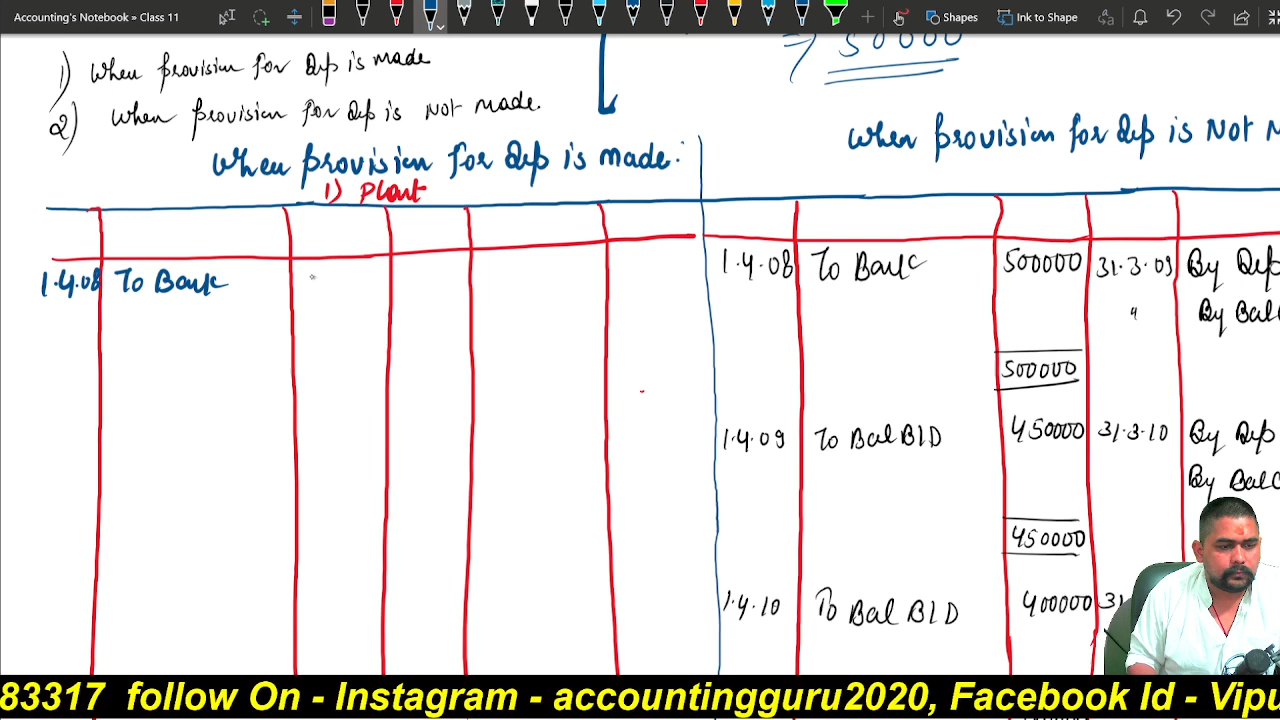 Accounting's Notebook » Class 11
Shapes
Ink to Shape
⇒ 50000
1) When provision for Dep is made
2) When provision for Dep is Not made.
When provision for Dep is made.
When provision for Dep is Not M
1) Plant
1.4.08 To Bank
1.4.08 To Bank 500000 31.3.09 By Dep
" By Bal C
500000
1.4.09 To Bal B/D 450000 31.3.10 By Dep
By Bal C
450000
1.4.10 To Bal B/D 400000 31
83317 follow On - Instagram - accountingguru2020, Facebook Id - Vipu